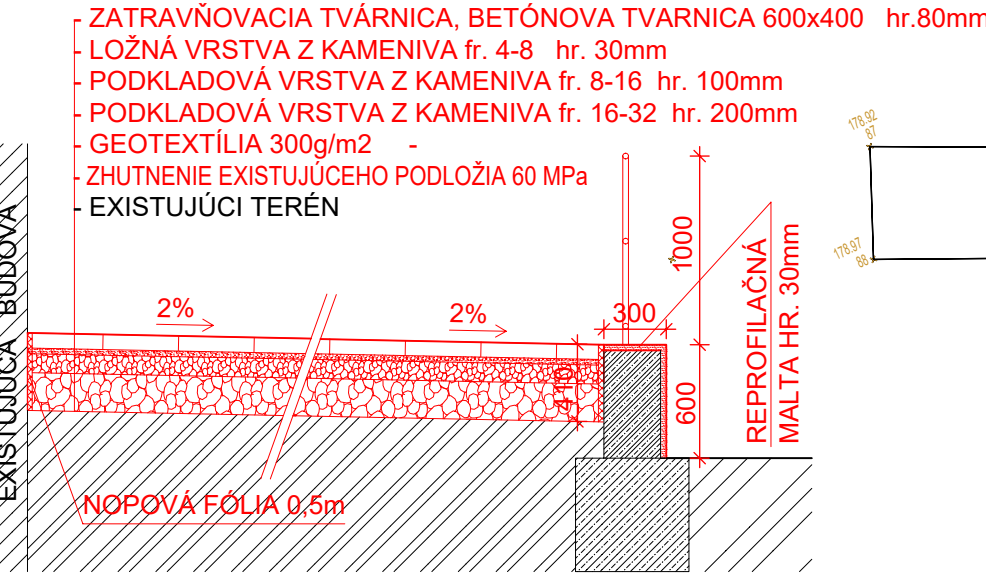 - ZATRAVŇOVACIA TVÁRNICA, BETÓNOVA TVARNICA 600x400 hr.80mm
- LOŽNÁ VRSTVA Z KAMENIVA fr. 4-8 hr. 30mm
- PODKLADOVÁ VRSTVA Z KAMENIVA fr. 8-16 hr. 100mm
- PODKLADOVÁ VRSTVA Z KAMENIVA fr. 16-32 hr. 200mm
- GEOTEXTÍLIA 300g/m2 -
- ZHUTNENIE EXISTUJÚCEHO PODLOŽIA 60 MPa
- EXISTUJÚCI TERÉN
EXISTUJÚCA BUDOVA
2%
2%
300
1000
410
600
REPROFILAČNÁ
MALTA HR. 30mm
NOPOVÁ FÓLIA 0,5m
178.92
87
178.97
88